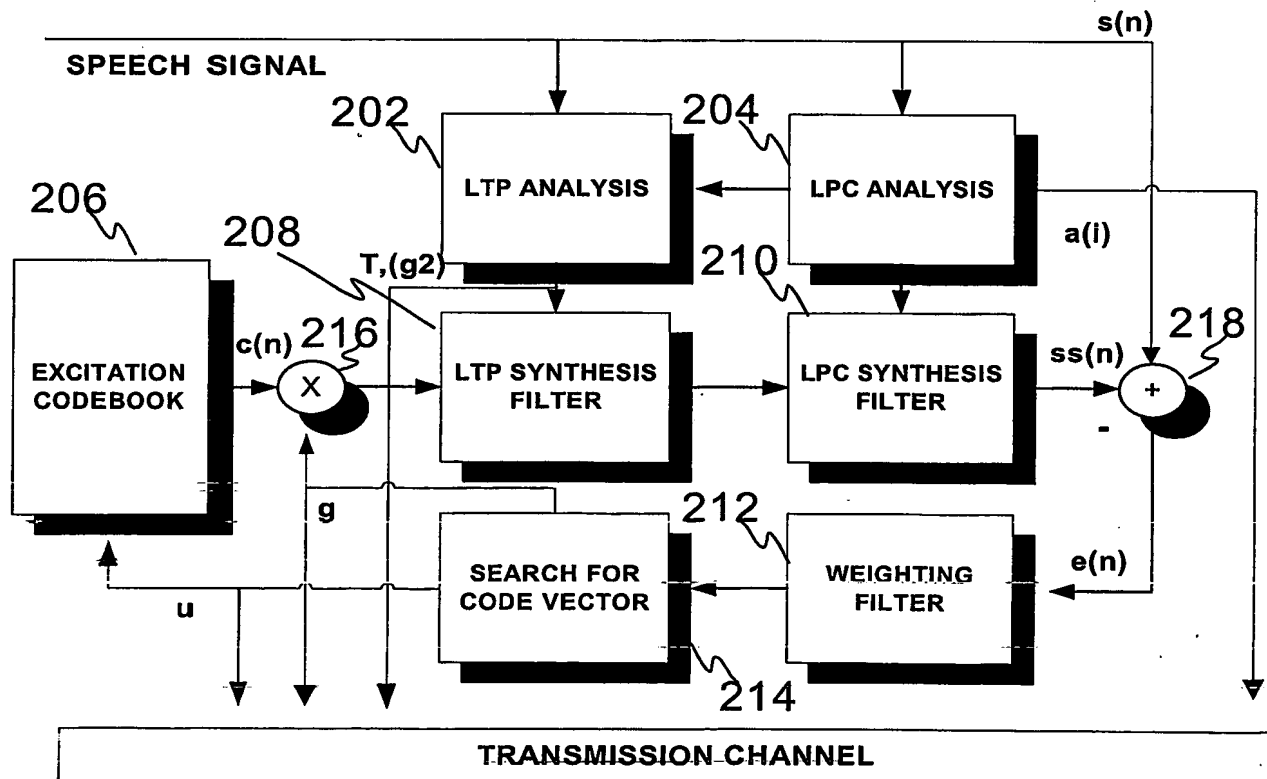 s(n)
SPEECH SIGNAL
202
204
LTP ANALYSIS
LPC ANALYSIS
206
208
T,(g2)
210
a(i)
218
EXCITATION
CODEBOOK
c(n)
216
X
LTP SYNTHESIS
FILTER
LPC SYNTHESIS
FILTER
ss(n)
+
-
g
212
SEARCH FOR
CODE VECTOR
WEIGHTING
FILTER
e(n)
u
214
TRANSMISSION CHANNEL